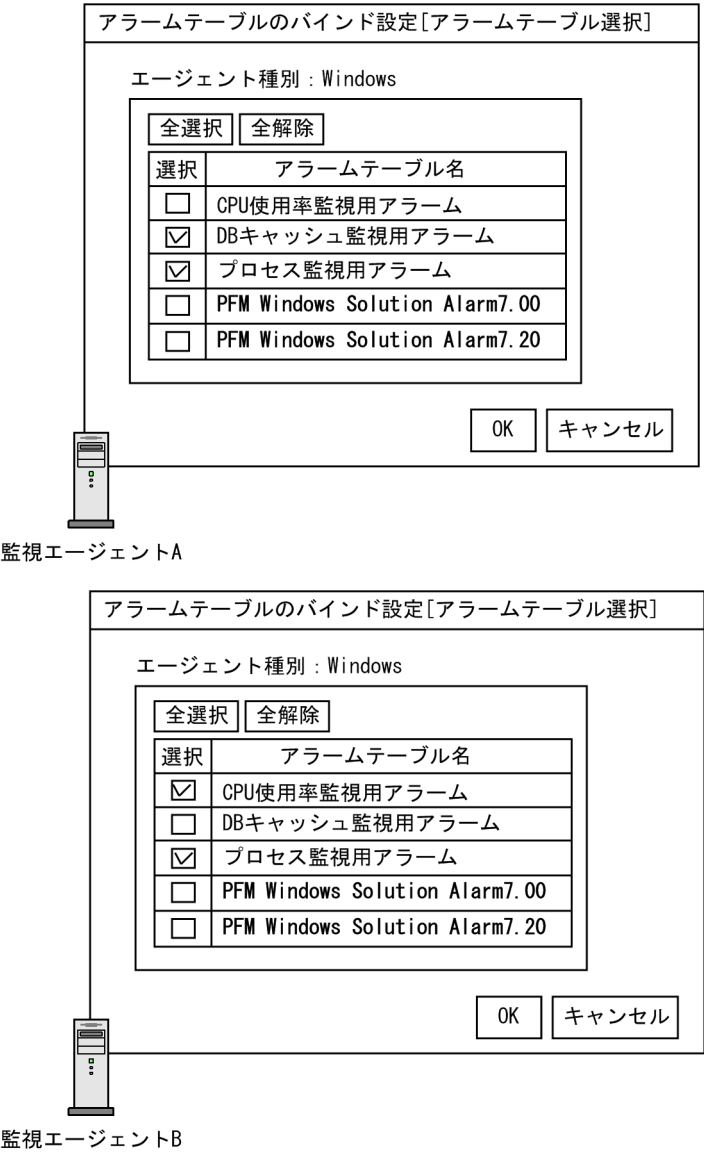 アラームテーブルのバインド設定[アラームテーブル選択]
エージェント種別：Windows
全選択 全解除
選択 アラームテーブル名
CPU使用率監視用アラーム
DBキャッシュ監視用アラーム
プロセス監視用アラーム
PFM Windows Solution Alarm7.00
PFM Windows Solution Alarm7.20
OK キャンセル
監視エージェントA
アラームテーブルのバインド設定[アラームテーブル選択]
エージェント種別：Windows
全選択 全解除
選択 アラームテーブル名
CPU使用率監視用アラーム
DBキャッシュ監視用アラーム
プロセス監視用アラーム
PFM Windows Solution Alarm7.00
PFM Windows Solution Alarm7.20
OK キャンセル
監視エージェントB